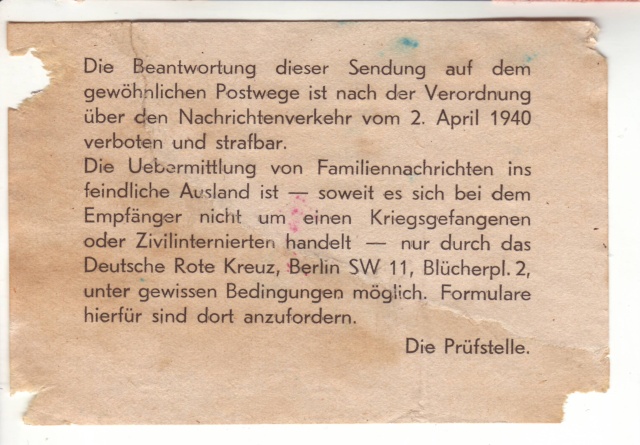 Die Beantwortung dieser Sendung auf dem
gewöhnlichen Postwege ist nach der Verordnung
über den Nachrichtenverkehr vom 2. April 1940
verboten und strafbar.
Die Uebermittlung von Familiennachrichten ins
feindliche Ausland ist — soweit es sich bei dem
Empfänger nicht um einen Kriegsgefangenen
oder Zivilinternierten handelt — nur durch das
Deutsche Rote Kreuz, Berlin SW 11, Blücherpl. 2,
unter gewissen Bedingungen möglich. Formulare
hierfür sind dort anzufordern.
Die Prüfstelle.